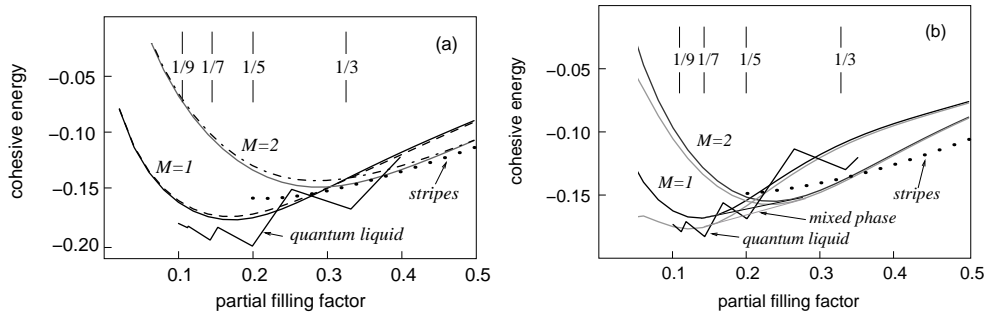 (a)
1/9 1/7 1/5 1/3
−0.05
−0.10
−0.15
−0.20
cohesive energy
M=2
M=1
stripes
quantum liquid
0.1 0.2 0.3 0.4 0.5
partial filling factor
(b)
1/9 1/7 1/5 1/3
−0.05
−0.10
−0.15
cohesive energy
M=2
M=1
stripes
mixed phase
quantum liquid
0.1 0.2 0.3 0.4 0.5
partial filling factor